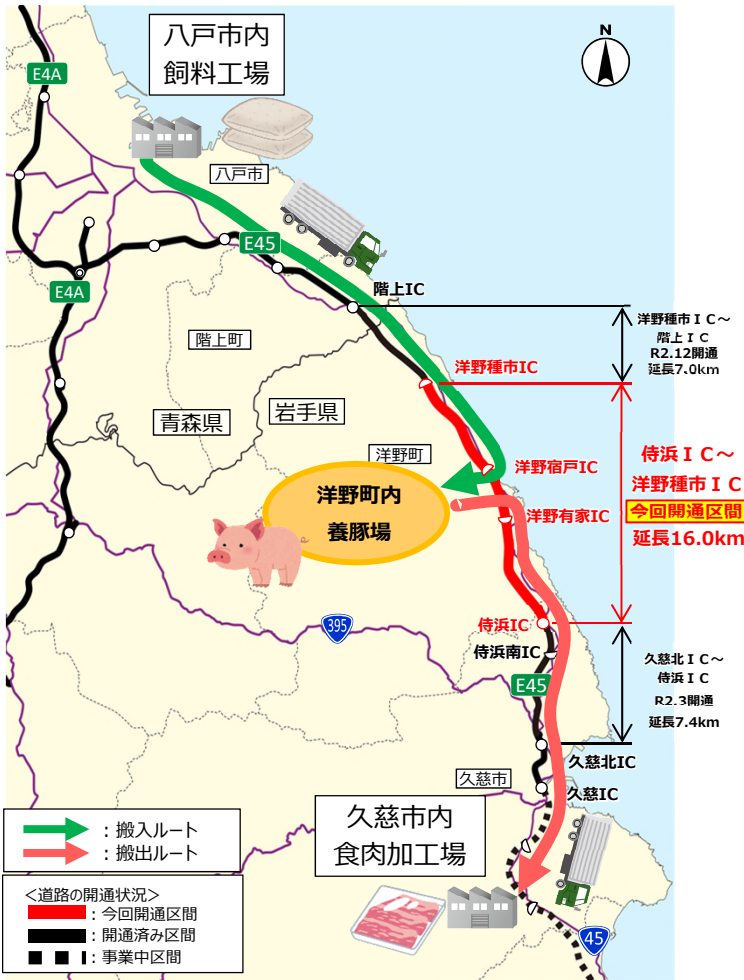 八戸市内
飼料工場
N
E4A
八戸市
E45
E4A
階上IC
洋野種市ＩＣ～
階上ＩＣ
R2.12開通
延長7.0km
階上町
洋野種市IC
青森県
岩手県
洋野町
洋野宿戸IC
侍浜ＩＣ～
洋野種市ＩＣ
今回開通区間
延長16.0km
洋野町内
養豚場
洋野有家IC
395
侍浜IC
侍浜南IC
E45
久慈北ＩＣ～
侍浜ＩＣ
R2.3開通
延長7.4km
久慈北IC
久慈市
久慈IC
久慈市内
食肉加工場
：搬入ルート
：搬出ルート
＜道路の開通状況＞
：今回開通区間
：開通済み区間
：事業中区間
45